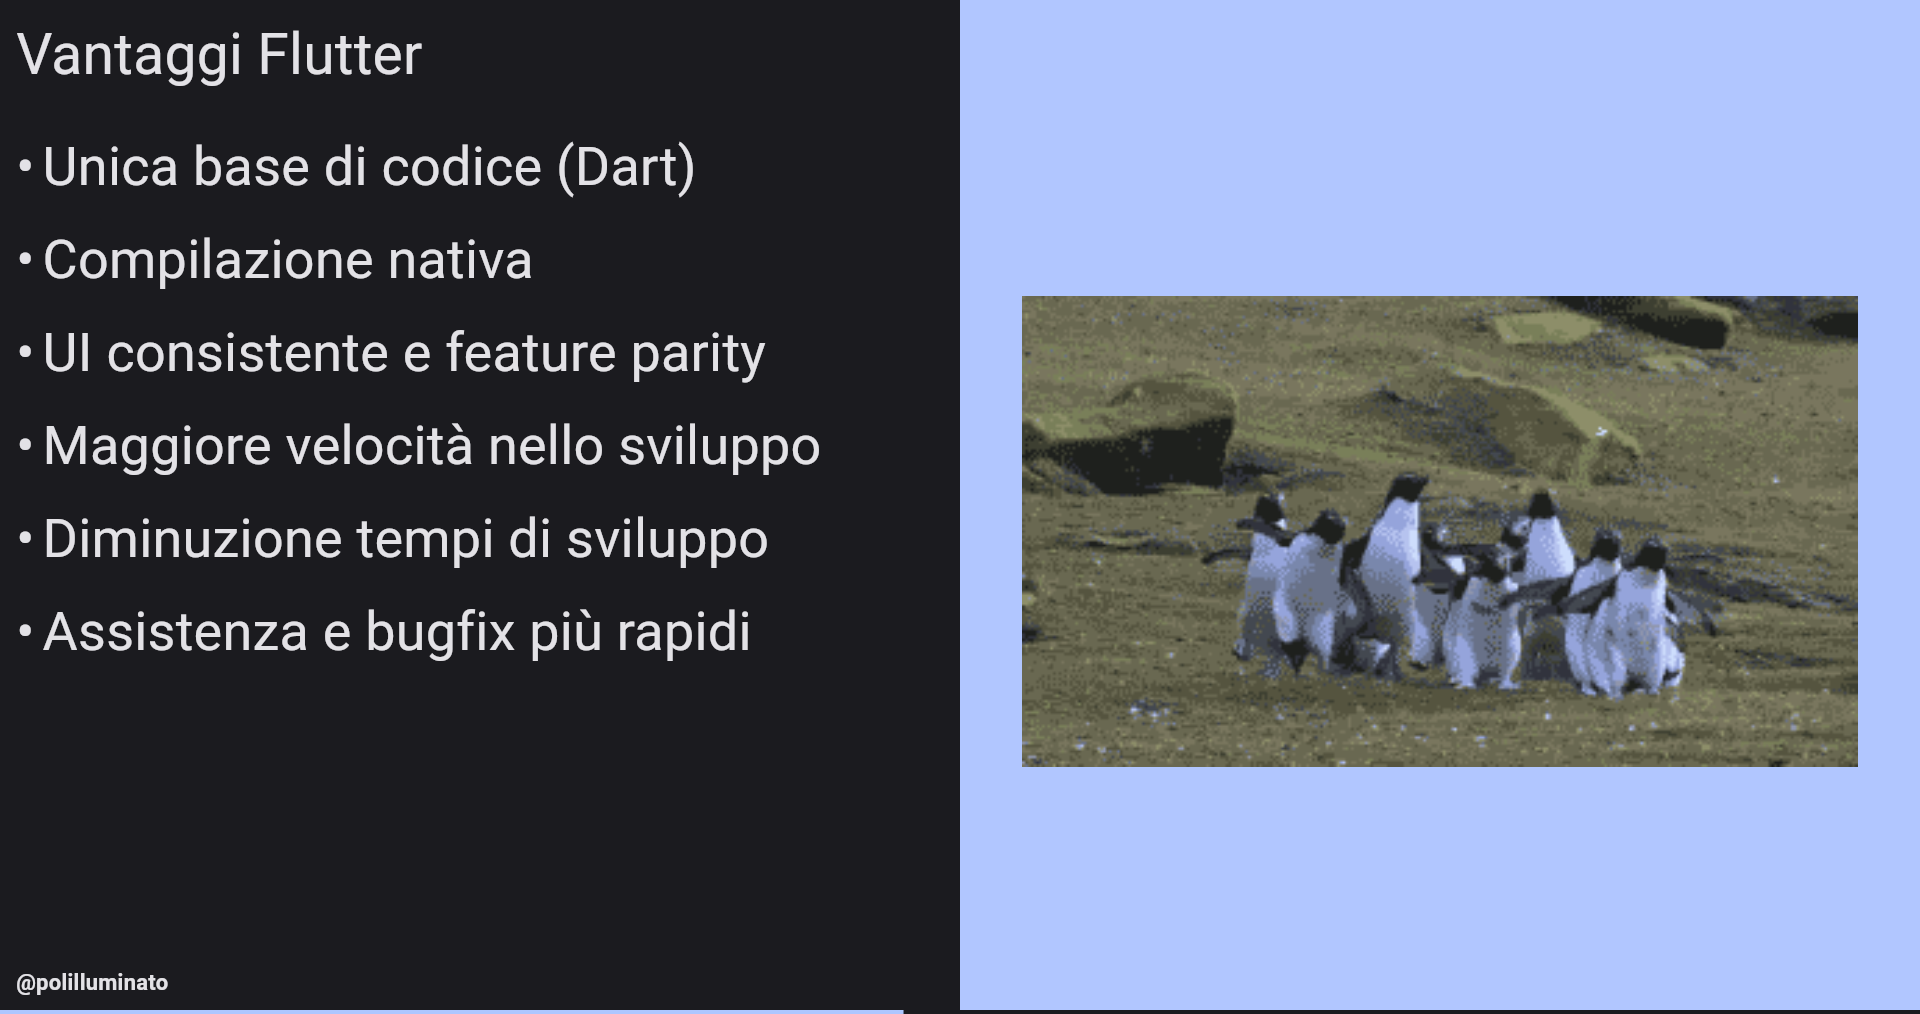 Vantaggi Flutter
• Unica base di codice (Dart)
• Compilazione nativa
• UI consistente e feature parity
• Maggiore velocità nello sviluppo
• Diminuzione tempi di sviluppo
• Assistenza e bugfix più rapidi
@polilluminato